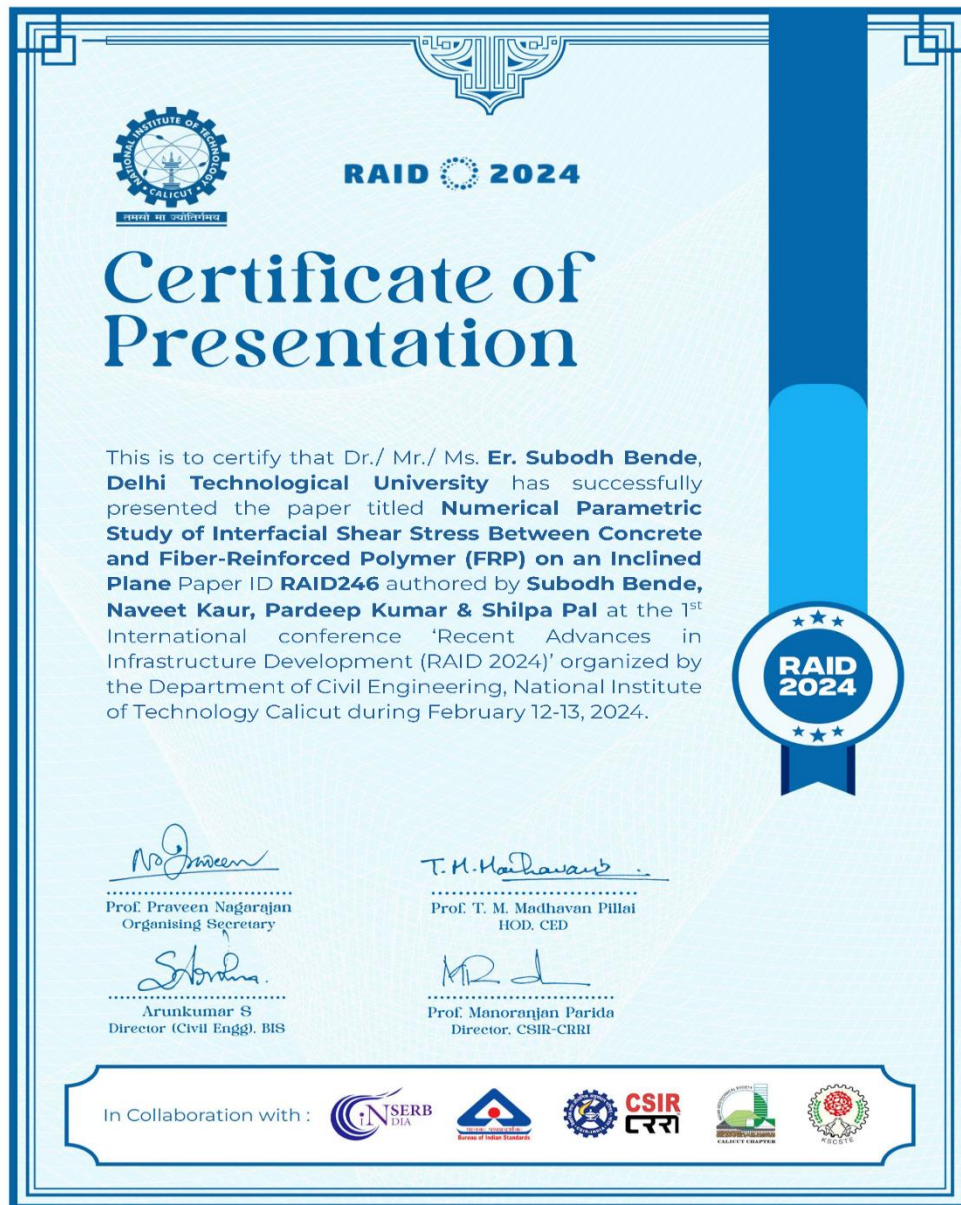 NATIONAL INSTITUTE OF TECHNOLOGY
CALICUT
तमसो मा ज्योतिर्गमय
RAID 2024
Certificate of
Presentation
This is to certify that Dr./ Mr./ Ms. Er. Subodh Bende,
Delhi Technological University has successfully
presented the paper titled Numerical Parametric
Study of Interfacial Shear Stress Between Concrete
and Fiber-Reinforced Polymer (FRP) on an Inclined
Plane Paper ID RAID246 authored by Subodh Bende,
Naveet Kaur, Pardeep Kumar & Shilpa Pal at the 1st
International conference ‘Recent Advances in
Infrastructure Development (RAID 2024)’ organized by
the Department of Civil Engineering, National Institute
of Technology Calicut during February 12-13, 2024.
RAID
2024
T. M. Madhavan
Prof. Praveen Nagarajan
Organising Secretary
Prof. T. M. Madhavan Pillai
HOD, CED
Arunkumar S
Director (Civil Engg), BIS
Prof. Manoranjan Parida
Director, CSIR-CRRI
In Collaboration with :
SERB
INDIA
Bureau of Indian Standards
CSIR
CRRI
CALICUT CHAPTER
KSCSTE